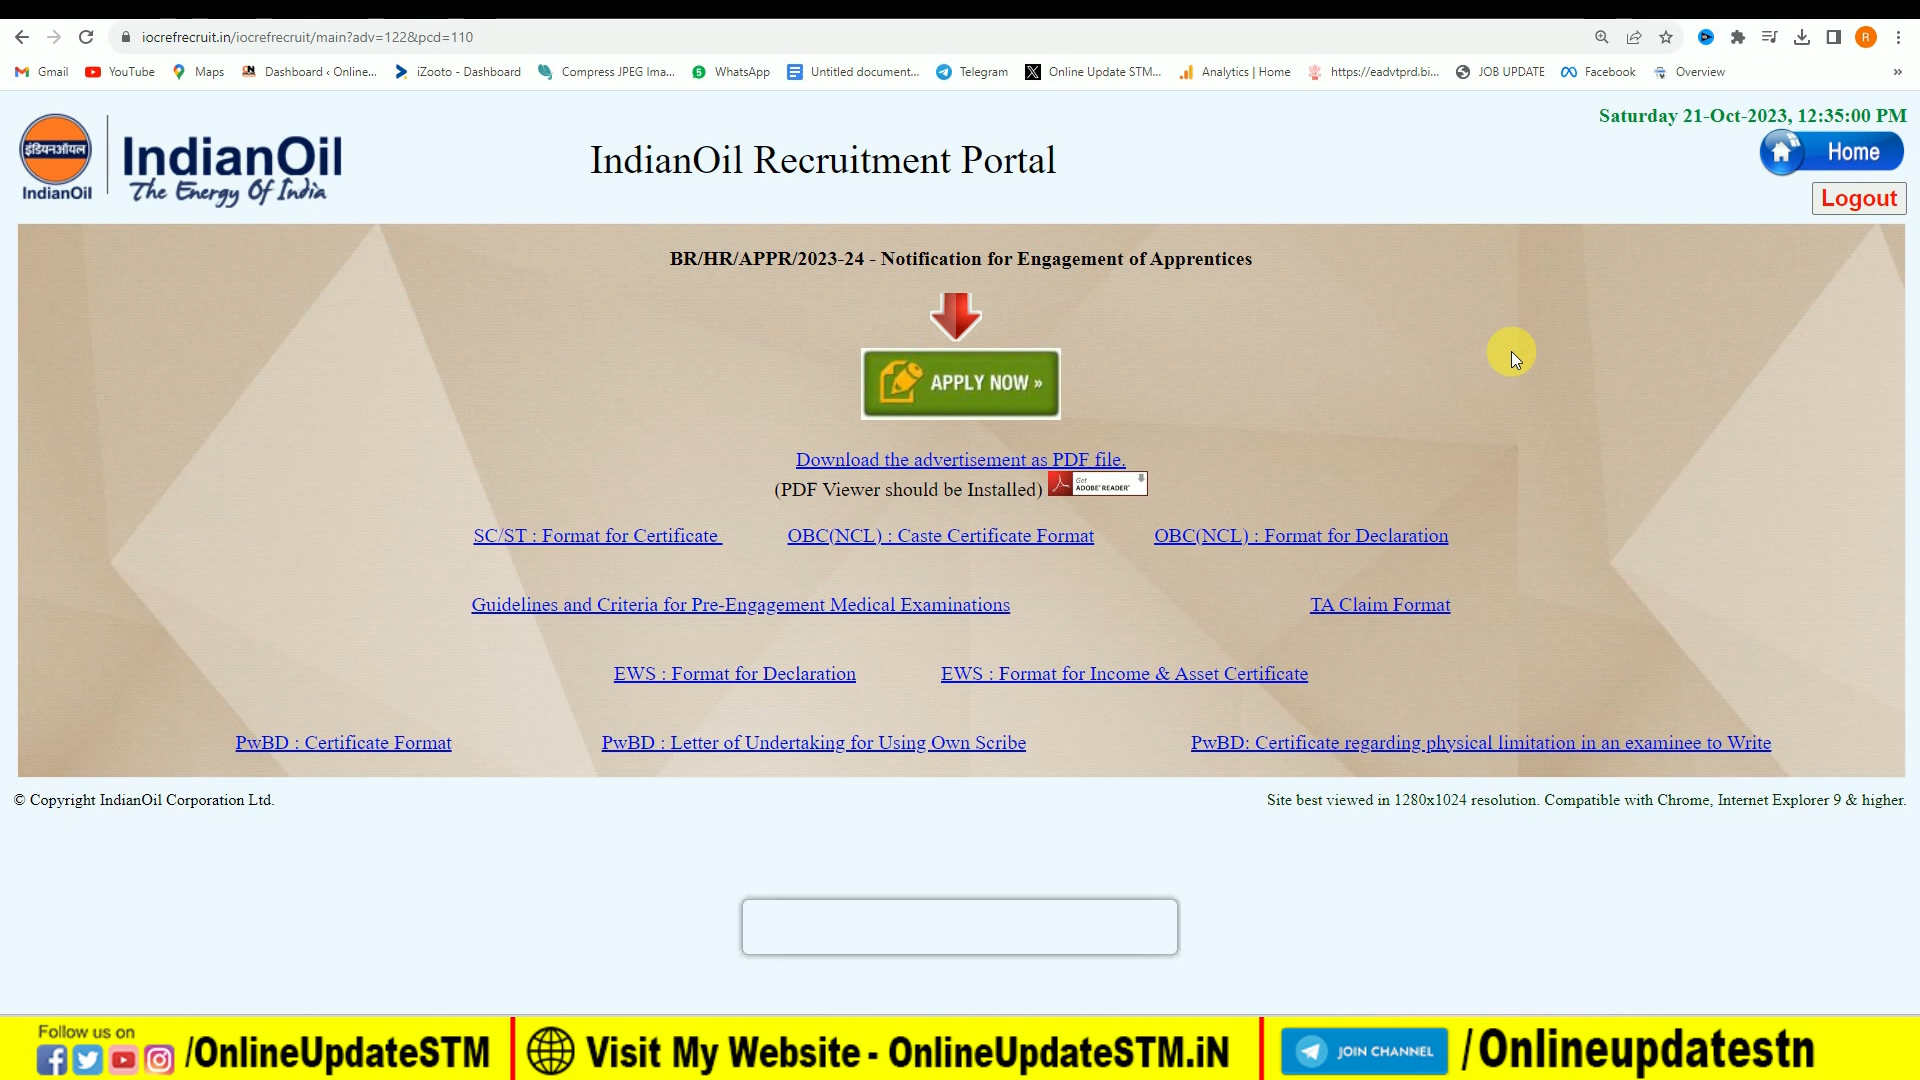 iocrefrecruit.in/iocrefrecruit/main?adv=122&pcd=110
R
Gmail YouTube Maps Dashboard ‹ Online... iZooto - Dashboard Compress JPEG Ima... WhatsApp Untitled document... Telegram Online Update STM... Analytics | Home https://eadvtprd.bi... JOB UPDATE Facebook Overview »
Saturday 21-Oct-2023, 12:35:00 PM
इंडियनऑयल
IndianOil
IndianOil
The Energy Of India
IndianOil Recruitment Portal
Home
Logout
BR/HR/APPR/2023-24 - Notification for Engagement of Apprentices
APPLY NOW »
Download the advertisement as PDF file.
(PDF Viewer should be Installed) Get ADOBE® READER®
SC/ST : Format for Certificate OBC(NCL) : Caste Certificate Format OBC(NCL) : Format for Declaration
Guidelines and Criteria for Pre-Engagement Medical Examinations TA Claim Format
EWS : Format for Declaration EWS : Format for Income & Asset Certificate
PwBD : Certificate Format PwBD : Letter of Undertaking for Using Own Scribe PwBD: Certificate regarding physical limitation in an examinee to Write
© Copyright IndianOil Corporation Ltd. Site best viewed in 1280x1024 resolution. Compatible with Chrome, Internet Explorer 9 & higher.
Follow us on
/OnlineUpdateSTM Visit My Website - OnlineUpdateSTM.iN JOIN CHANNEL /Onlineupdatestn